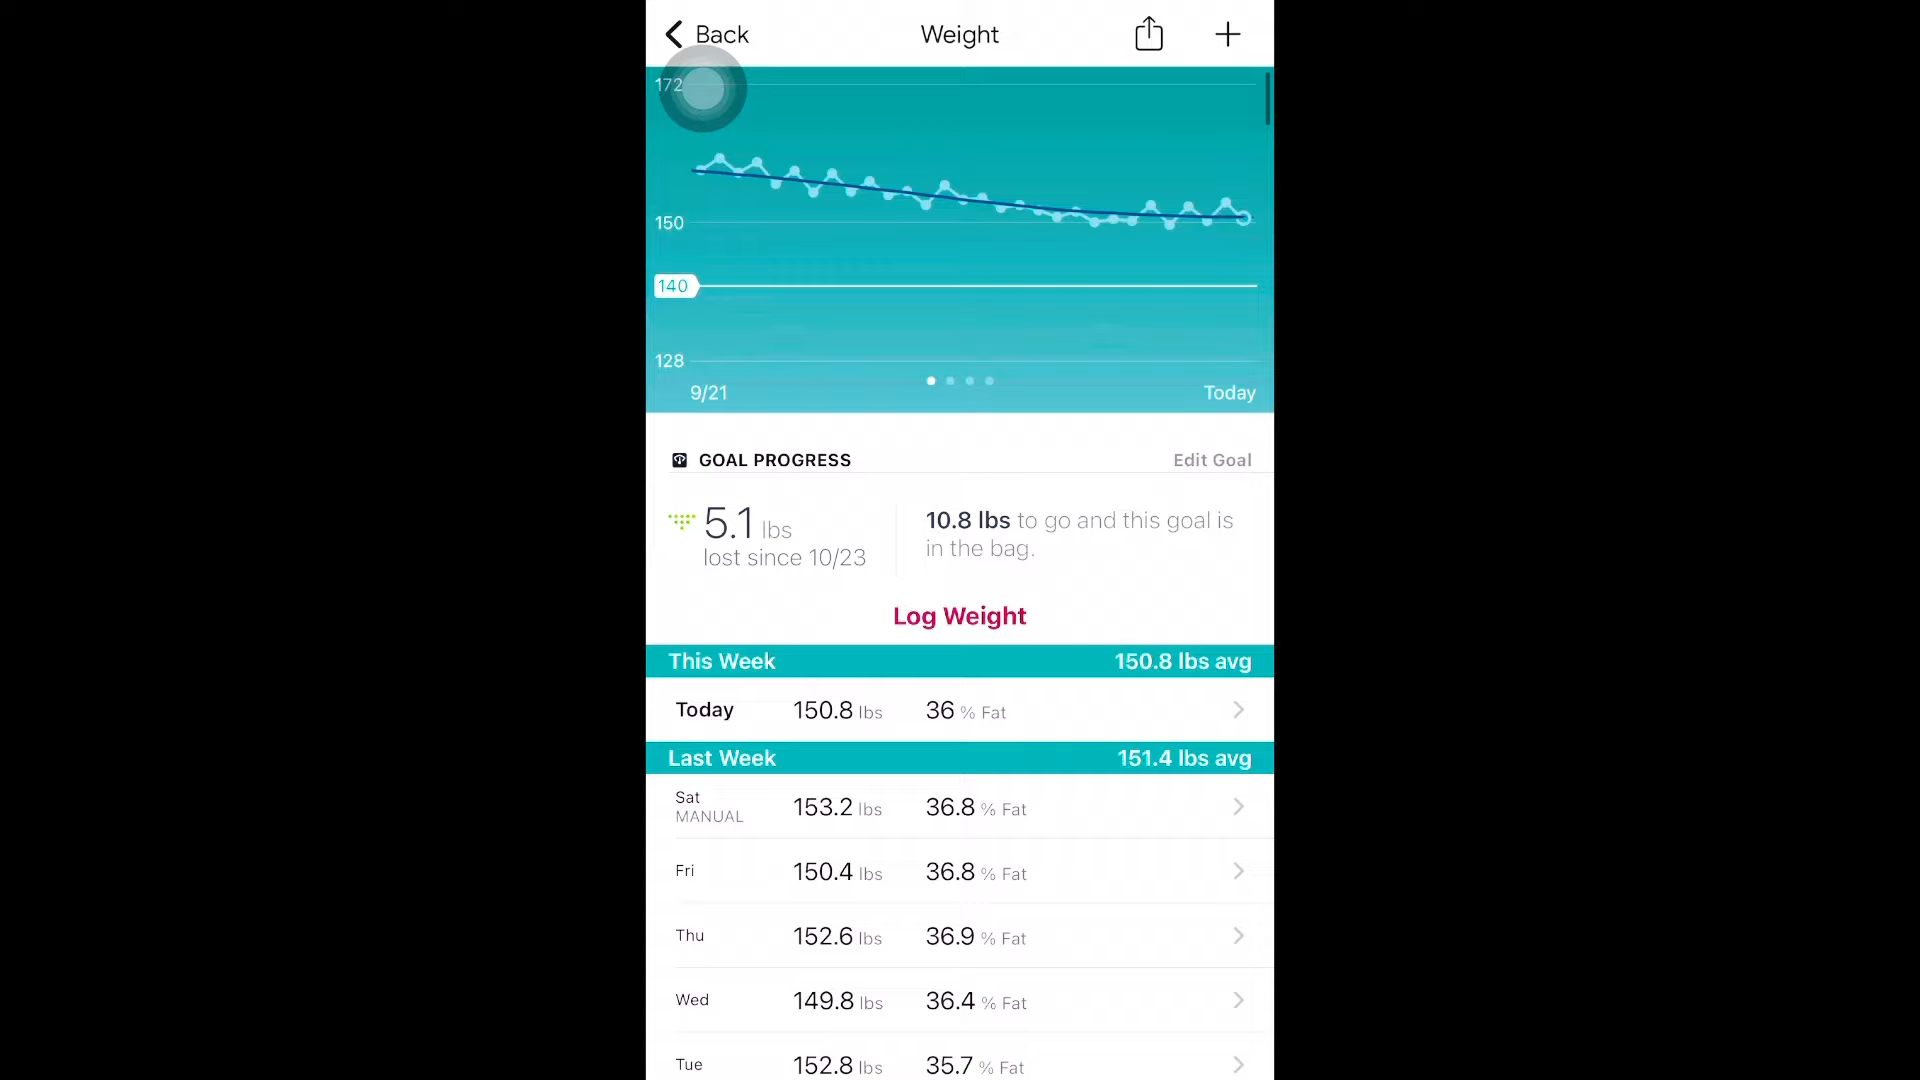 Back Weight
172
150
140
128
9/21 Today
GOAL PROGRESS Edit Goal
5.1 lbs
lost since 10/23
10.8 lbs to go and this goal is
in the bag.
Log Weight
This Week 150.8 lbs avg
Today 150.8 lbs 36 % Fat
Last Week 151.4 lbs avg
Sat
MANUAL
153.2 lbs 36.8 % Fat
Fri 150.4 lbs 36.8 % Fat
Thu 152.6 lbs 36.9 % Fat
Wed 149.8 lbs 36.4 % Fat
Tue 152.8 lbs 35.7 % Fat